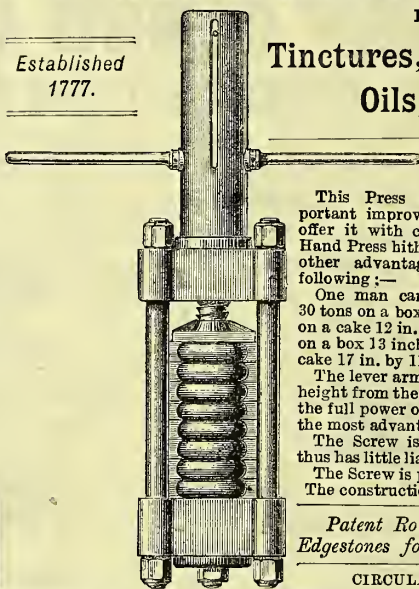 Established
1777.
Tinctures,
Oils
This Press
portant improv
offer it with c
Hand Press hith
other advantag
following:—
One man can
30 tons on a box
on a cake 12 in.
on a box 13 inch
cake 17 in. by 1
The lever arm
height from the
the full power o
the most advant
The Screw is
thus has little lia
The Screw is p
The constructi
Patent Ro
Edgestones fo
CIRCUL